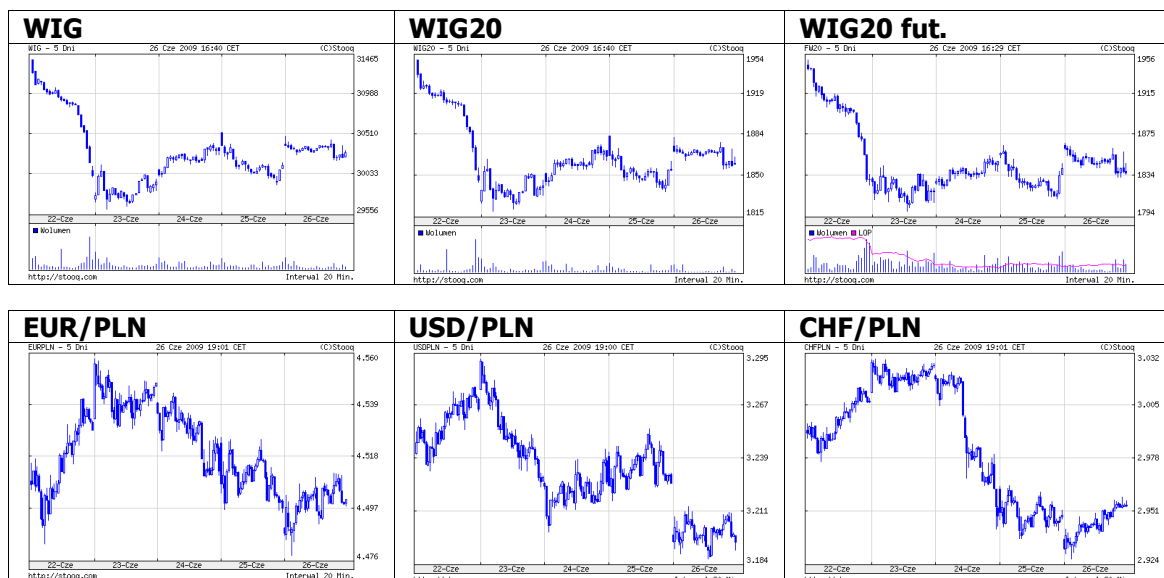 WIG WIG20 WIG20 fut.
WIG - 5 Dni 26 Cze 2009 16:40 CET (C)Stooq
31465
30988
30510
30033
29556
22-Cze 23-Cze 24-Cze 25-Cze 26-Cze
Wolumen
http://stooq.com Interwal 20 Min.
WIG20 - 5 Dni 26 Cze 2009 16:40 CET (C)Stooq
1954
1919
1884
1850
1815
22-Cze 23-Cze 24-Cze 25-Cze 26-Cze
Wolumen
http://stooq.com Interwal 20 Min.
FW20 - 5 Dni 26 Cze 2009 16:29 CET (C)Stooq
1956
1915
1875
1834
1794
22-Cze 23-Cze 24-Cze 25-Cze 26-Cze
Wolumen LOP
http://stooq.com Interwal 20 Min.
EUR/PLN USD/PLN CHF/PLN
EURPLN - 5 Dni 26 Cze 2009 19:01 CET (C)Stooq
4.560
4.539
4.518
4.497
4.476
22-Cze 23-Cze 24-Cze 25-Cze 26-Cze
http://stooq.com Interwal 20 Min.
USDPLN - 5 Dni 26 Cze 2009 19:00 CET (C)Stooq
3.295
3.267
3.239
3.211
3.184
22-Cze 23-Cze 24-Cze 25-Cze 26-Cze
CHFPLN - 5 Dni 26 Cze 2009 19:01 CET (C)Stooq
3.032
3.005
2.978
2.951
2.924
22-Cze 23-Cze 24-Cze 25-Cze 26-Cze